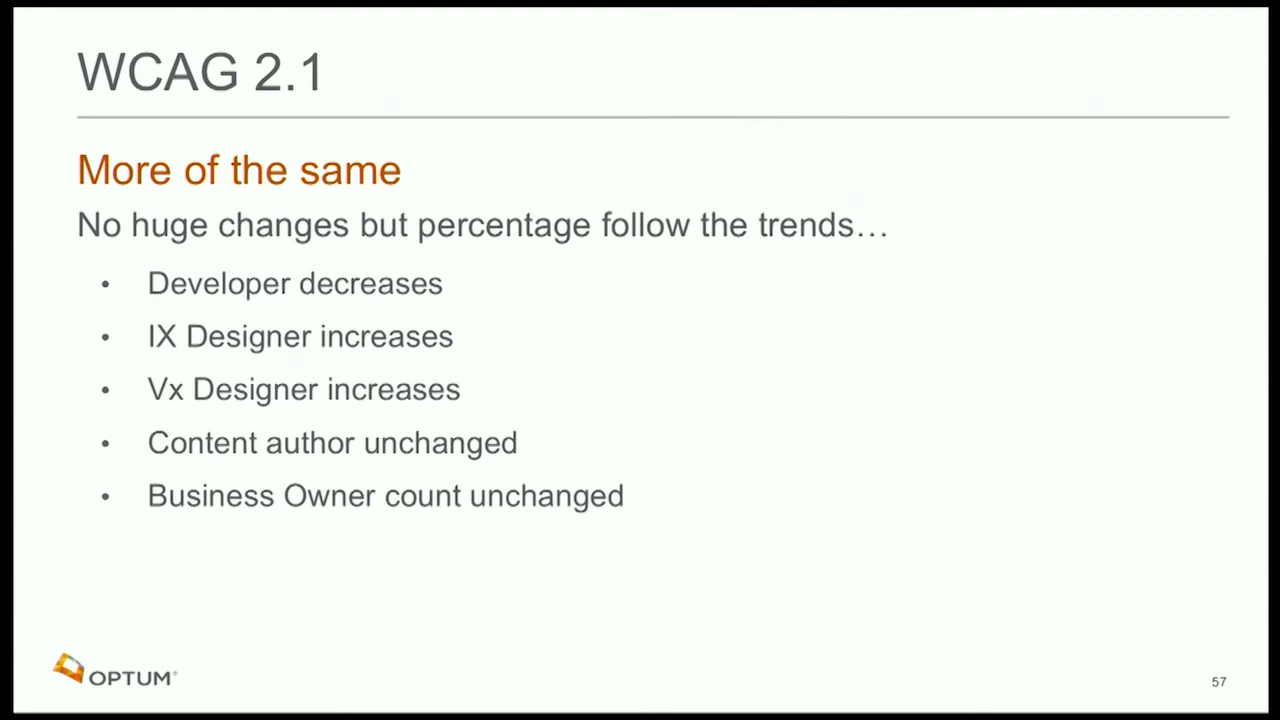 WCAG 2.1
More of the same
No huge changes but percentage follow the trends…
• Developer decreases
• IX Designer increases
• Vx Designer increases
• Content author unchanged
• Business Owner count unchanged
OPTUM®
57